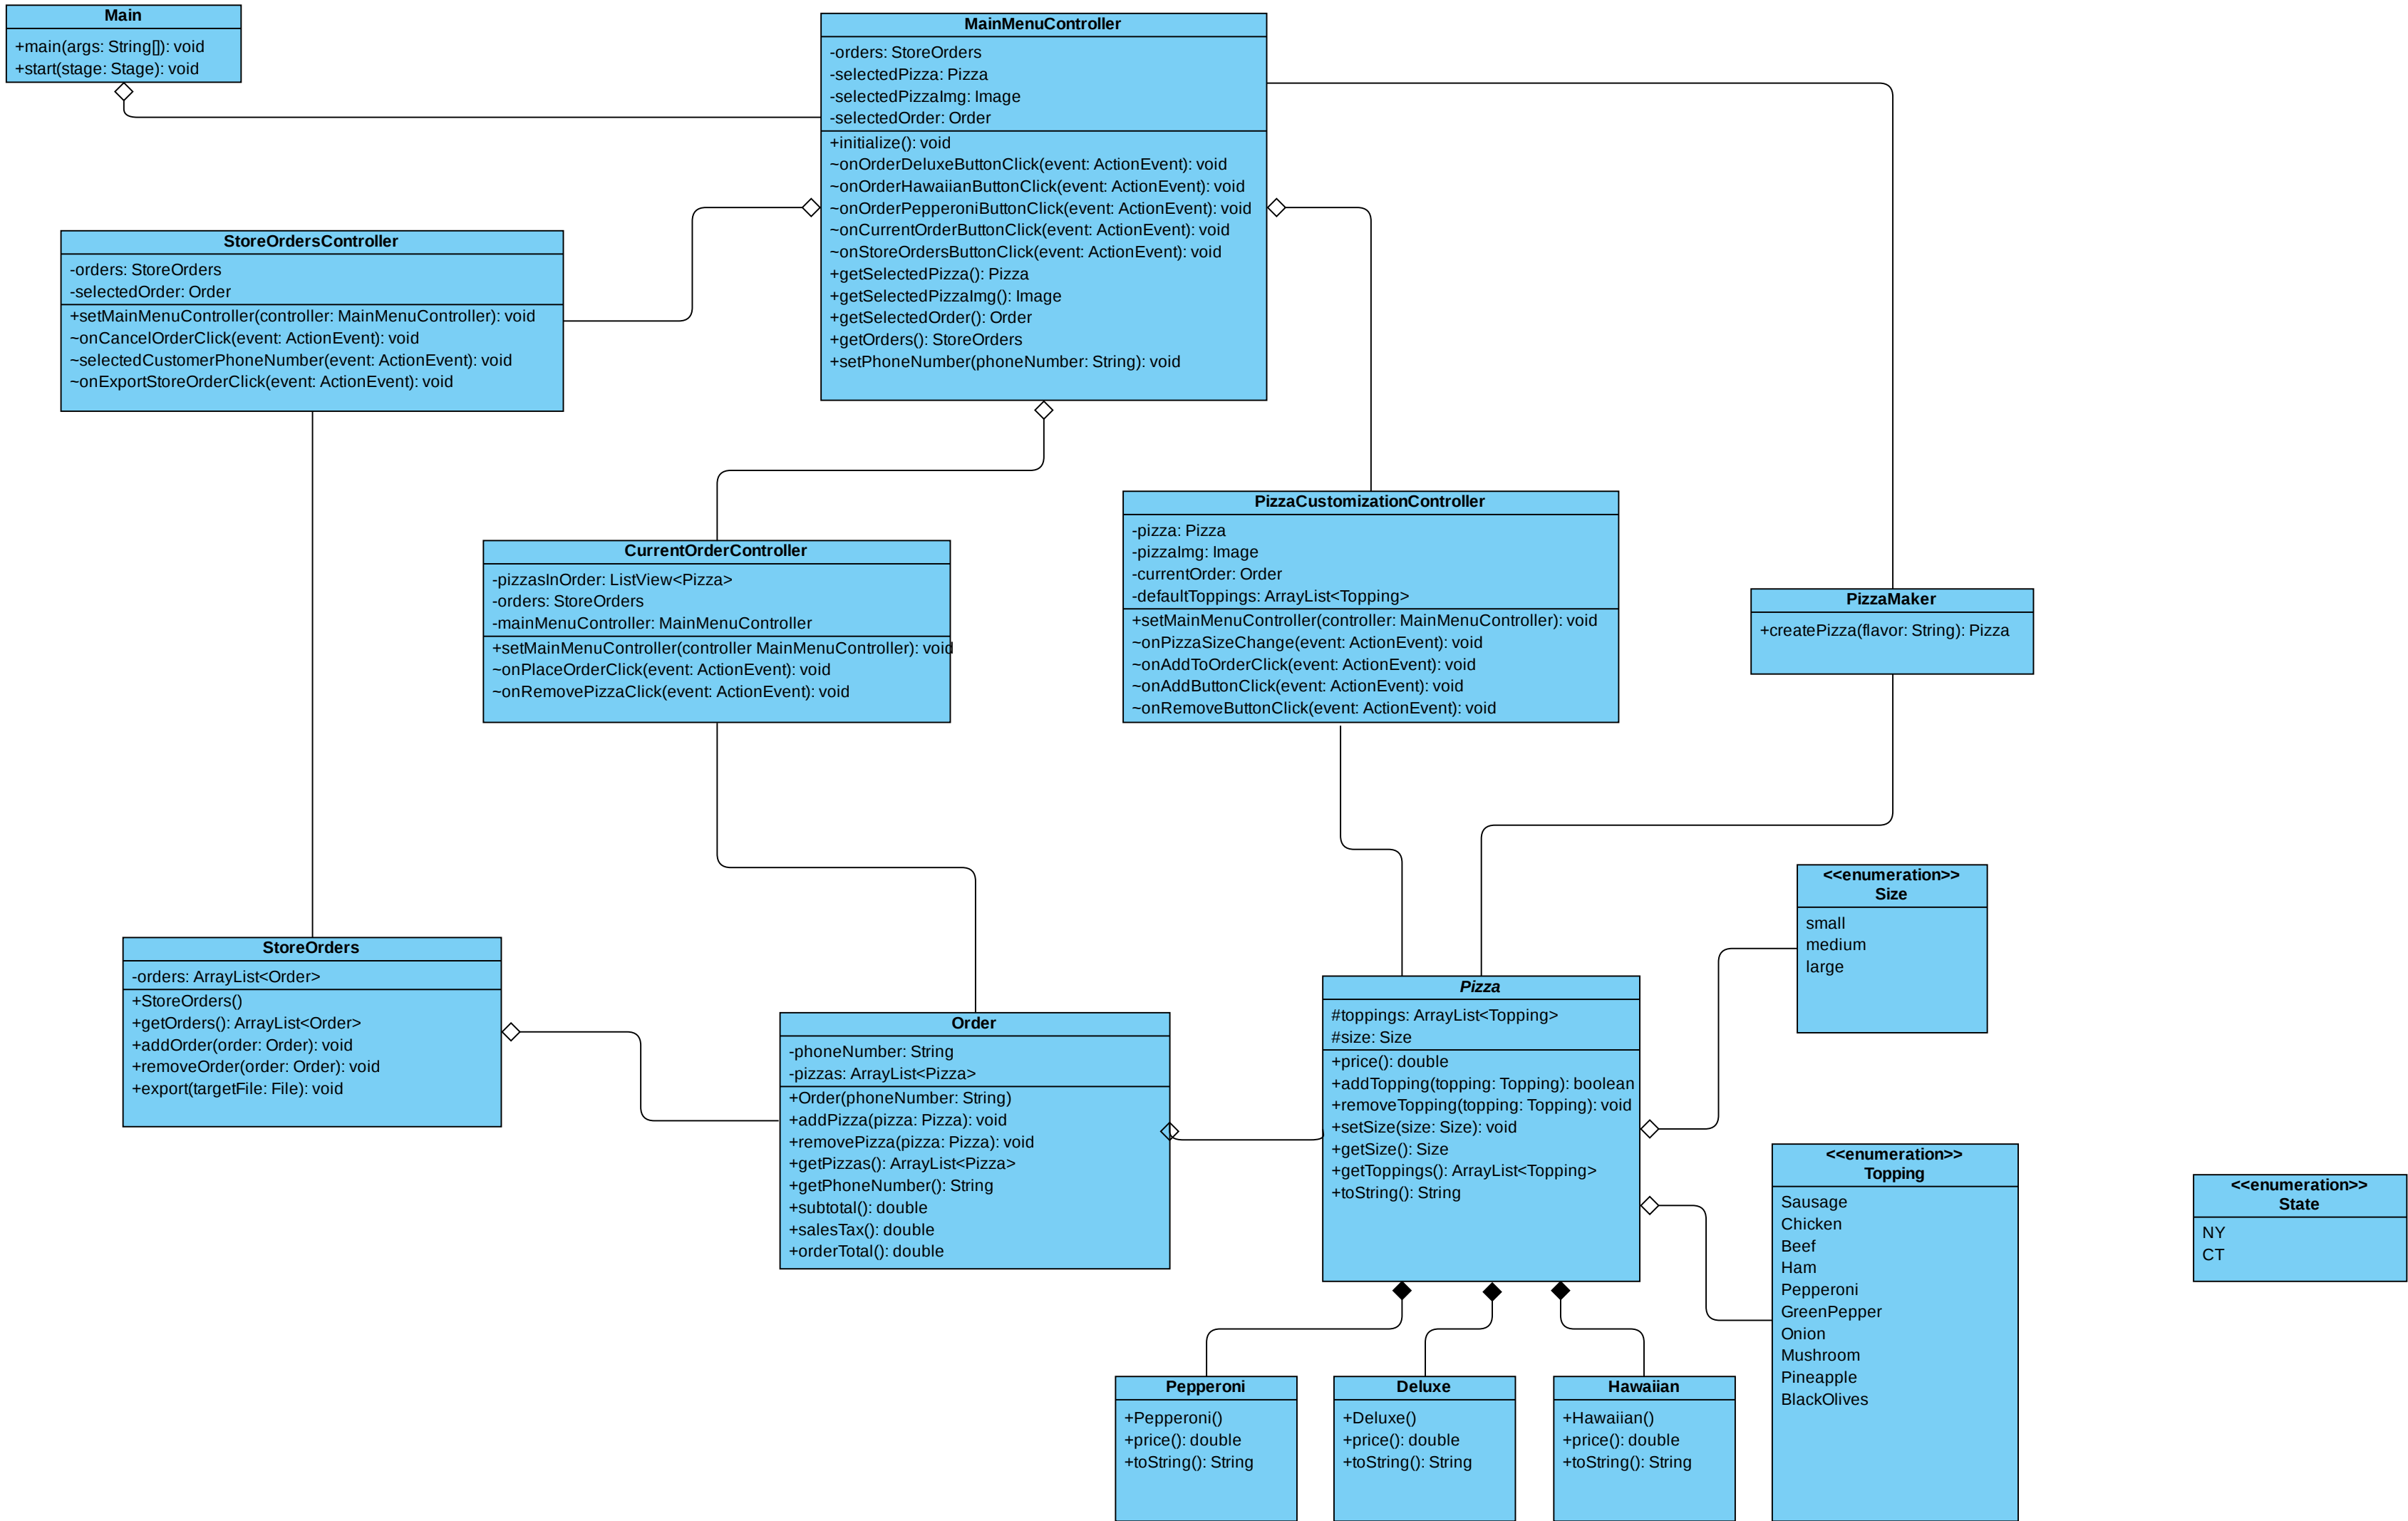 Main
+main(args: String[]): void
+start(stage: Stage): void
MainMenuController
-orders: StoreOrders
-selectedPizza: Pizza
-selectedPizzaImg: Image
-selectedOrder: Order
+initialize(): void
~onOrderDeluxeButtonClick(event: ActionEvent): void
~onOrderHawaiianButtonClick(event: ActionEvent): void
~onOrderPepperoniButtonClick(event: ActionEvent): void
~onCurrentOrderButtonClick(event: ActionEvent): void
~onStoreOrdersButtonClick(event: ActionEvent): void
+getSelectedPizza(): Pizza
+getSelectedPizzaImg(): Image
+getSelectedOrder(): Order
+getOrders(): StoreOrders
+setPhoneNumber(phoneNumber: String): void
StoreOrdersController
-orders: StoreOrders
-selectedOrder: Order
+setMainMenuController(controller: MainMenuController): void
~onCancelOrderClick(event: ActionEvent): void
~selectedCustomerPhoneNumber(event: ActionEvent): void
~onExportStoreOrderClick(event: ActionEvent): void
CurrentOrderController
-pizzasInOrder: ListView<Pizza>
-orders: StoreOrders
-mainMenuController: MainMenuController
+setMainMenuController(controller MainMenuController): void
~onPlaceOrderClick(event: ActionEvent): void
~onRemovePizzaClick(event: ActionEvent): void
PizzaCustomizationController
-pizza: Pizza
-pizzaImg: Image
-currentOrder: Order
-defaultToppings: ArrayList<Topping>
+setMainMenuController(controller: MainMenuController): void
~onPizzaSizeChange(event: ActionEvent): void
~onAddToOrderClick(event: ActionEvent): void
~onAddButtonClick(event: ActionEvent): void
~onRemoveButtonClick(event: ActionEvent): void
PizzaMaker
+createPizza(flavor: String): Pizza
StoreOrders
-orders: ArrayList<Order>
+StoreOrders()
+getOrders(): ArrayList<Order>
+addOrder(order: Order): void
+removeOrder(order: Order): void
+export(targetFile: File): void
Order
-phoneNumber: String
-pizzas: ArrayList<Pizza>
+Order(phoneNumber: String)
+addPizza(pizza: Pizza): void
+removePizza(pizza: Pizza): void
+getPizzas(): ArrayList<Pizza>
+getPhoneNumber(): String
+subtotal(): double
+salesTax(): double
+orderTotal(): double
Pizza
#toppings: ArrayList<Topping>
#size: Size
+price(): double
+addTopping(topping: Topping): boolean
+removeTopping(topping: Topping): void
+setSize(size: Size): void
+getSize(): Size
+getToppings(): ArrayList<Topping>
+toString(): String
<<enumeration>>
Size
small
medium
large
<<enumeration>>
Topping
Sausage
Chicken
Beef
Ham
Pepperoni
GreenPepper
Onion
Mushroom
Pineapple
BlackOlives
<<enumeration>>
State
NY
CT
Pepperoni
+Pepperoni()
+price(): double
+toString(): String
Deluxe
+Deluxe()
+price(): double
+toString(): String
Hawaiian
+Hawaiian()
+price(): double
+toString(): String